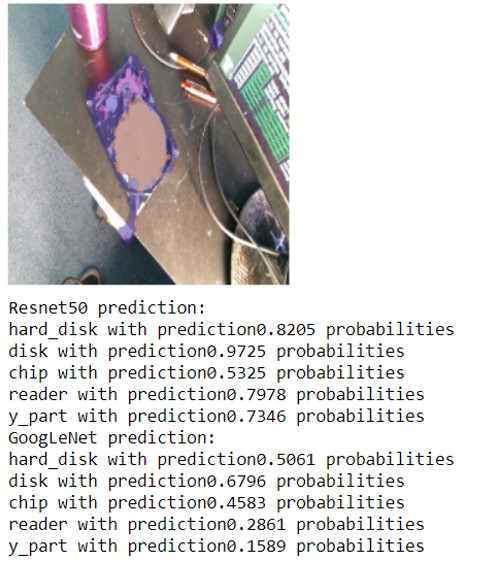 Resnet50 prediction:
hard_disk with prediction0.8205 probabilities
disk with prediction0.9725 probabilities
chip with prediction0.5325 probabilities
reader with prediction0.7978 probabilities
y_part with prediction0.7346 probabilities
GoogLeNet prediction:
hard_disk with prediction0.5061 probabilities
disk with prediction0.6796 probabilities
chip with prediction0.4583 probabilities
reader with prediction0.2861 probabilities
y_part with prediction0.1589 probabilities